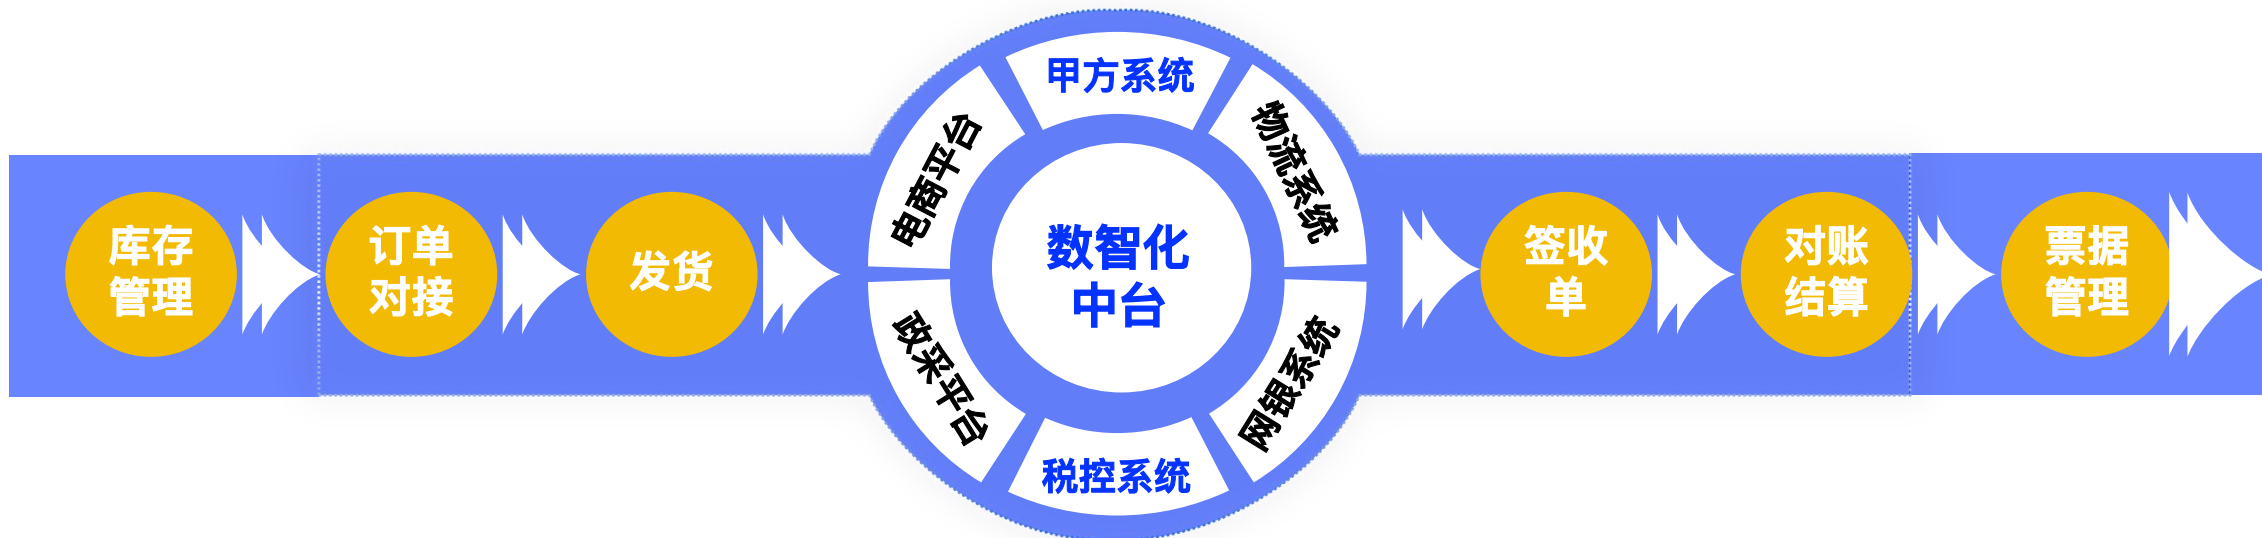 库存
管理
订单
对接
发货
电商平台
甲方系统
物流系统
数智化
中台
政采平台
税控系统
网银系统
签收
单
对账
结算
票据
管理